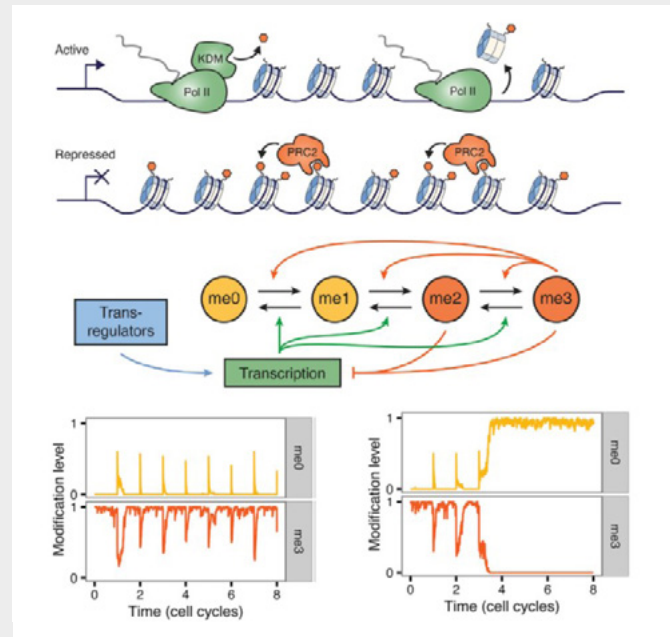 Active
KDM
Pol II
Pol II
Repressed
PRC2
PRC2
me0
me1
me2
me3
Trans-
regulators
Transcription
Modification level
1
0
me0
1
0
me3
0
2
4
6
8
Time (cell cycles)
Modification level
1
0
me0
1
0
me3
0
2
4
6
8
Time (cell cycles)